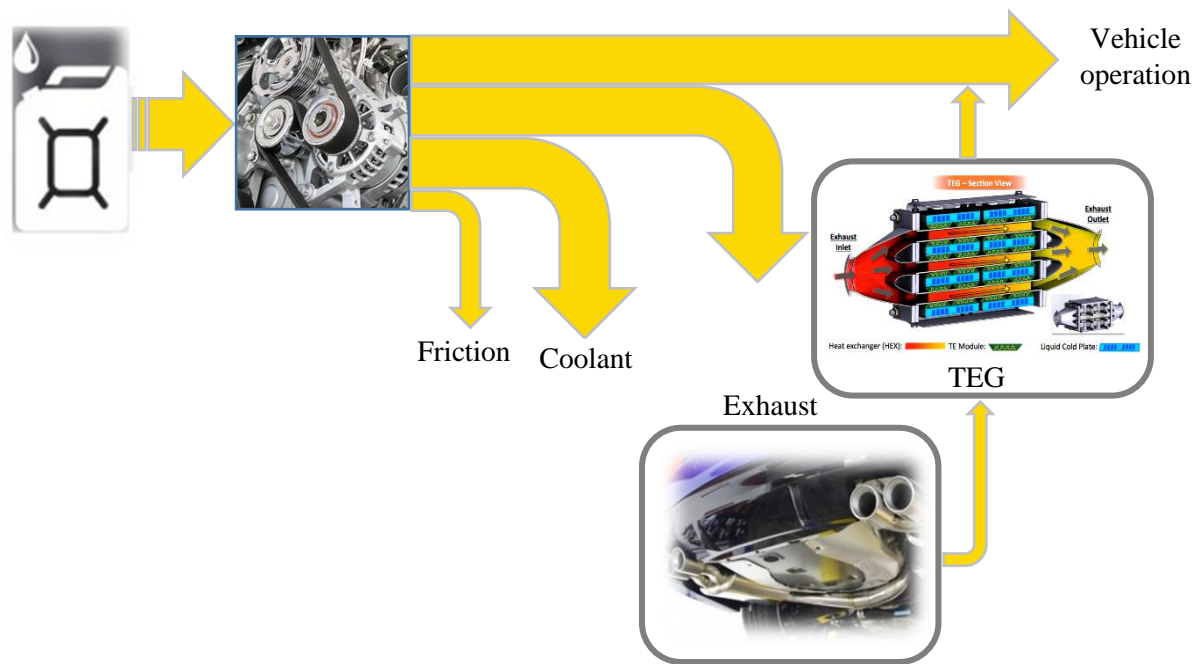 Vehicle
operation
TEG – Section View
Exhaust
Outlet
Exhaust
Inlet
Heat exchanger (HEX):
TE Module:
Liquid Cold Plate:
TEG
Friction
Coolant
Exhaust